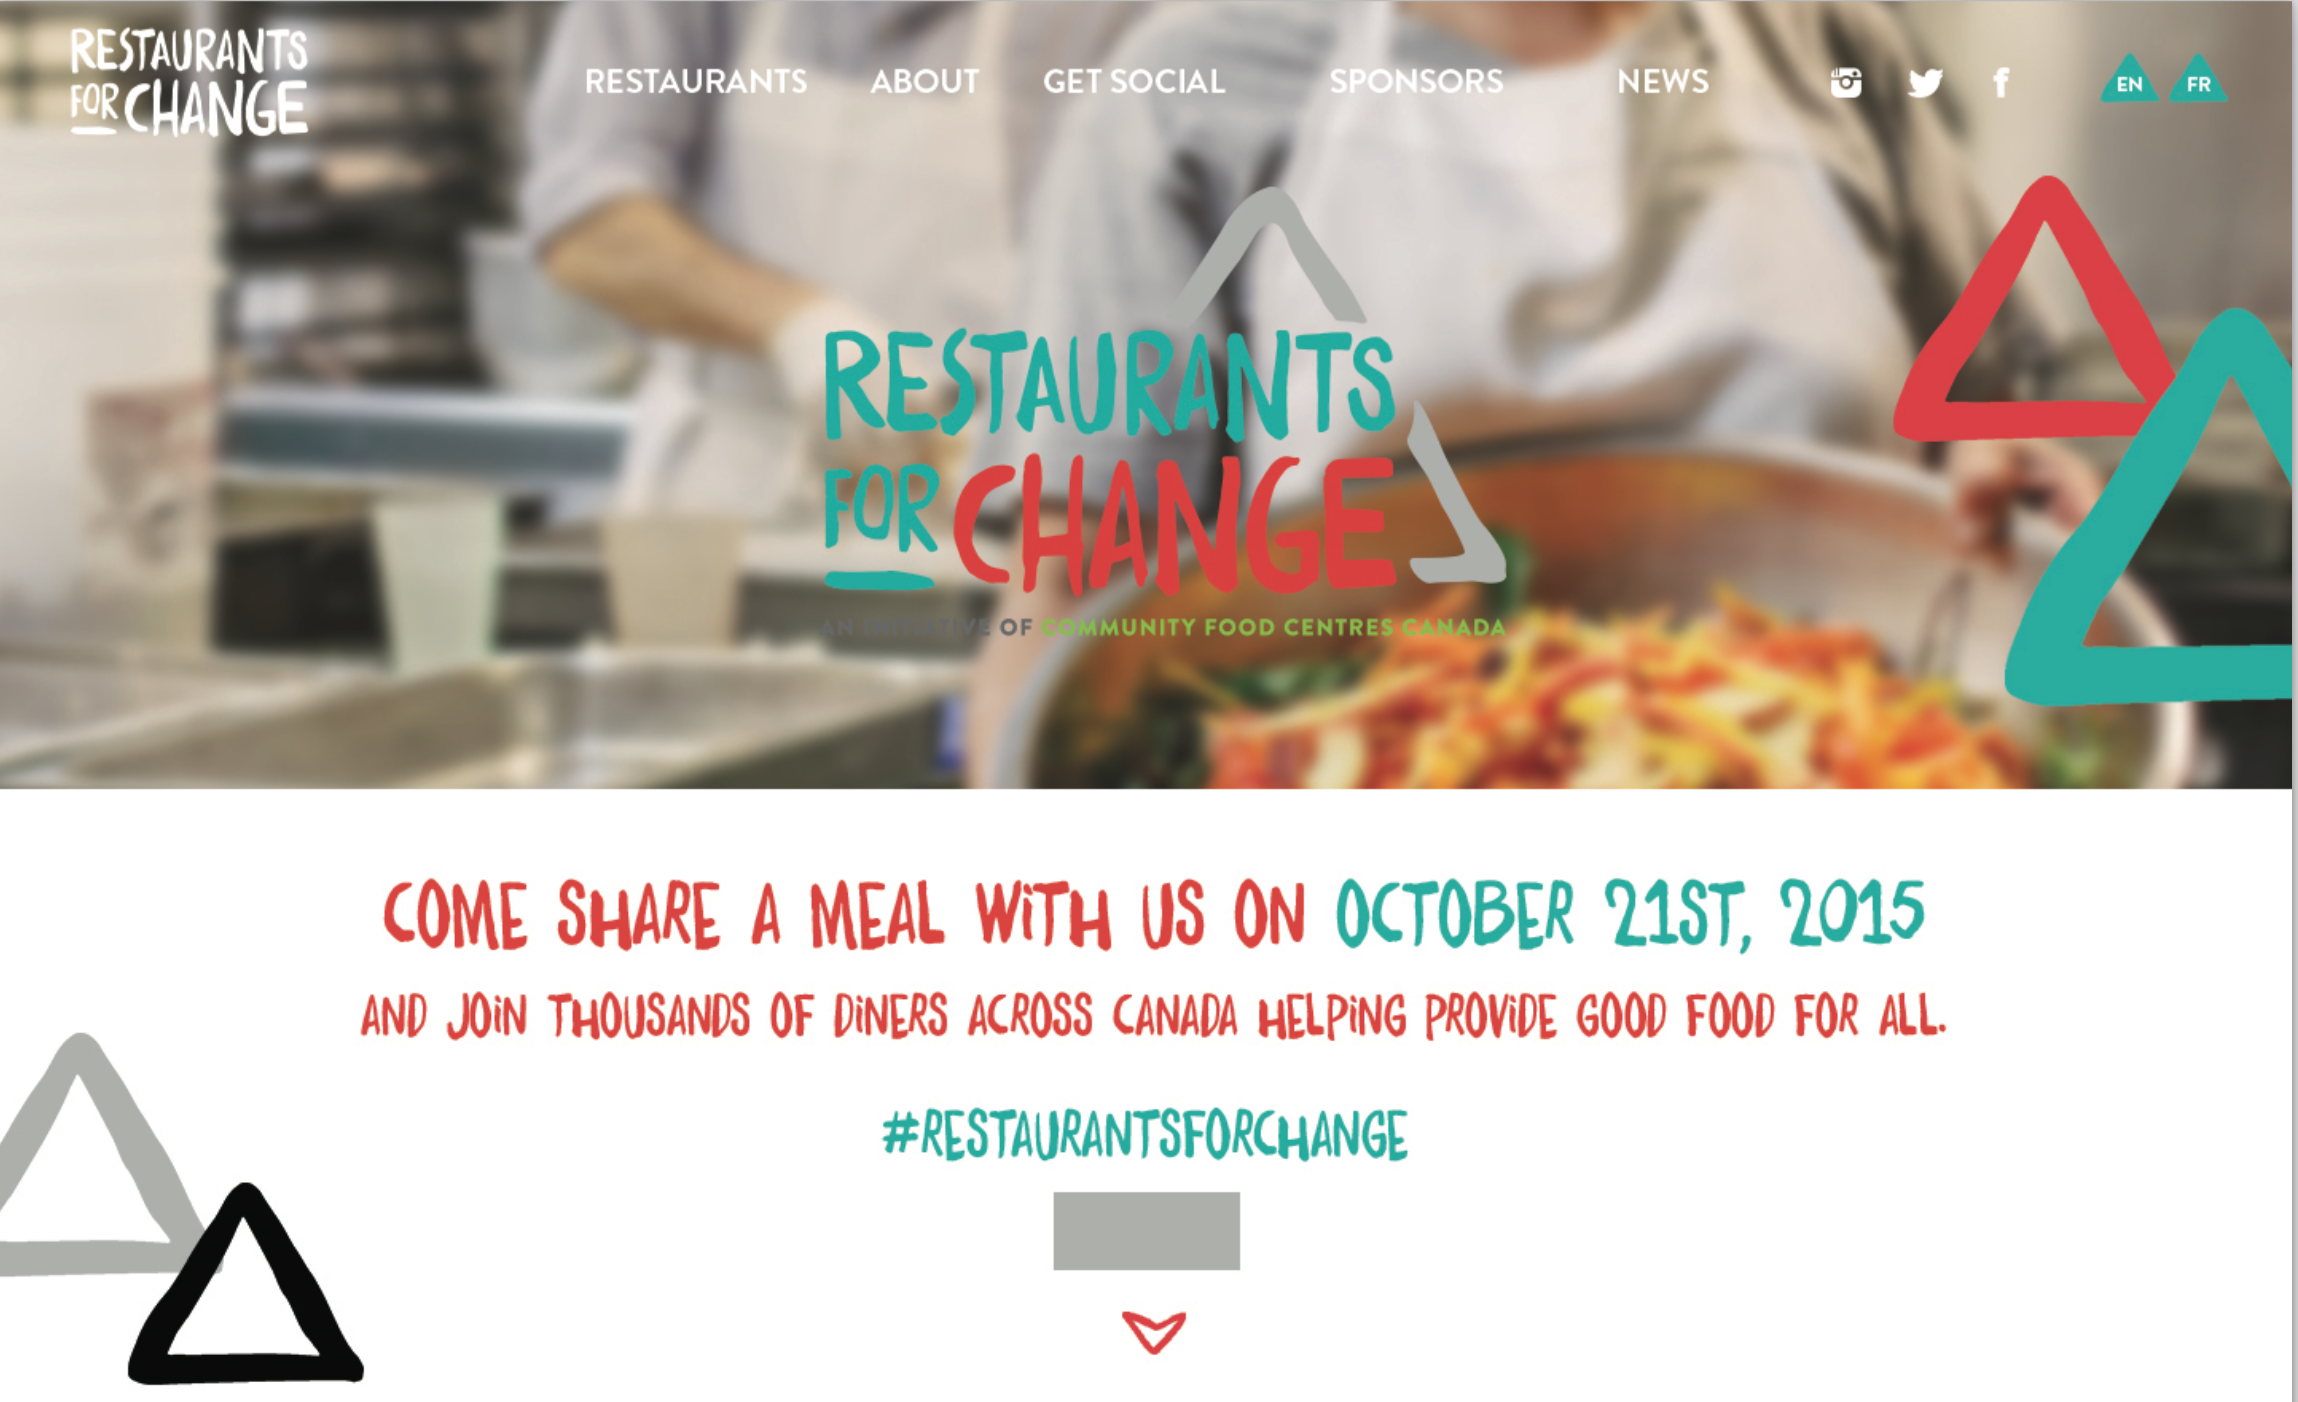 RESTAURANTS
FOR CHANGE
RESTAURANTS ABOUT GET SOCIAL SPONSORS NEWS f EN FR
RESTAURANTS
FOR CHANGE
AN INITIATIVE OF COMMUNITY FOOD CENTRES CANADA
COME SHARE A MEAL WITH US ON OCTOBER 21ST, 2015
AND JOIN THOUSANDS OF DINERS ACROSS CANADA HELPING PROVIDE GOOD FOOD FOR ALL.
#RESTAURANTSFORCHANGE